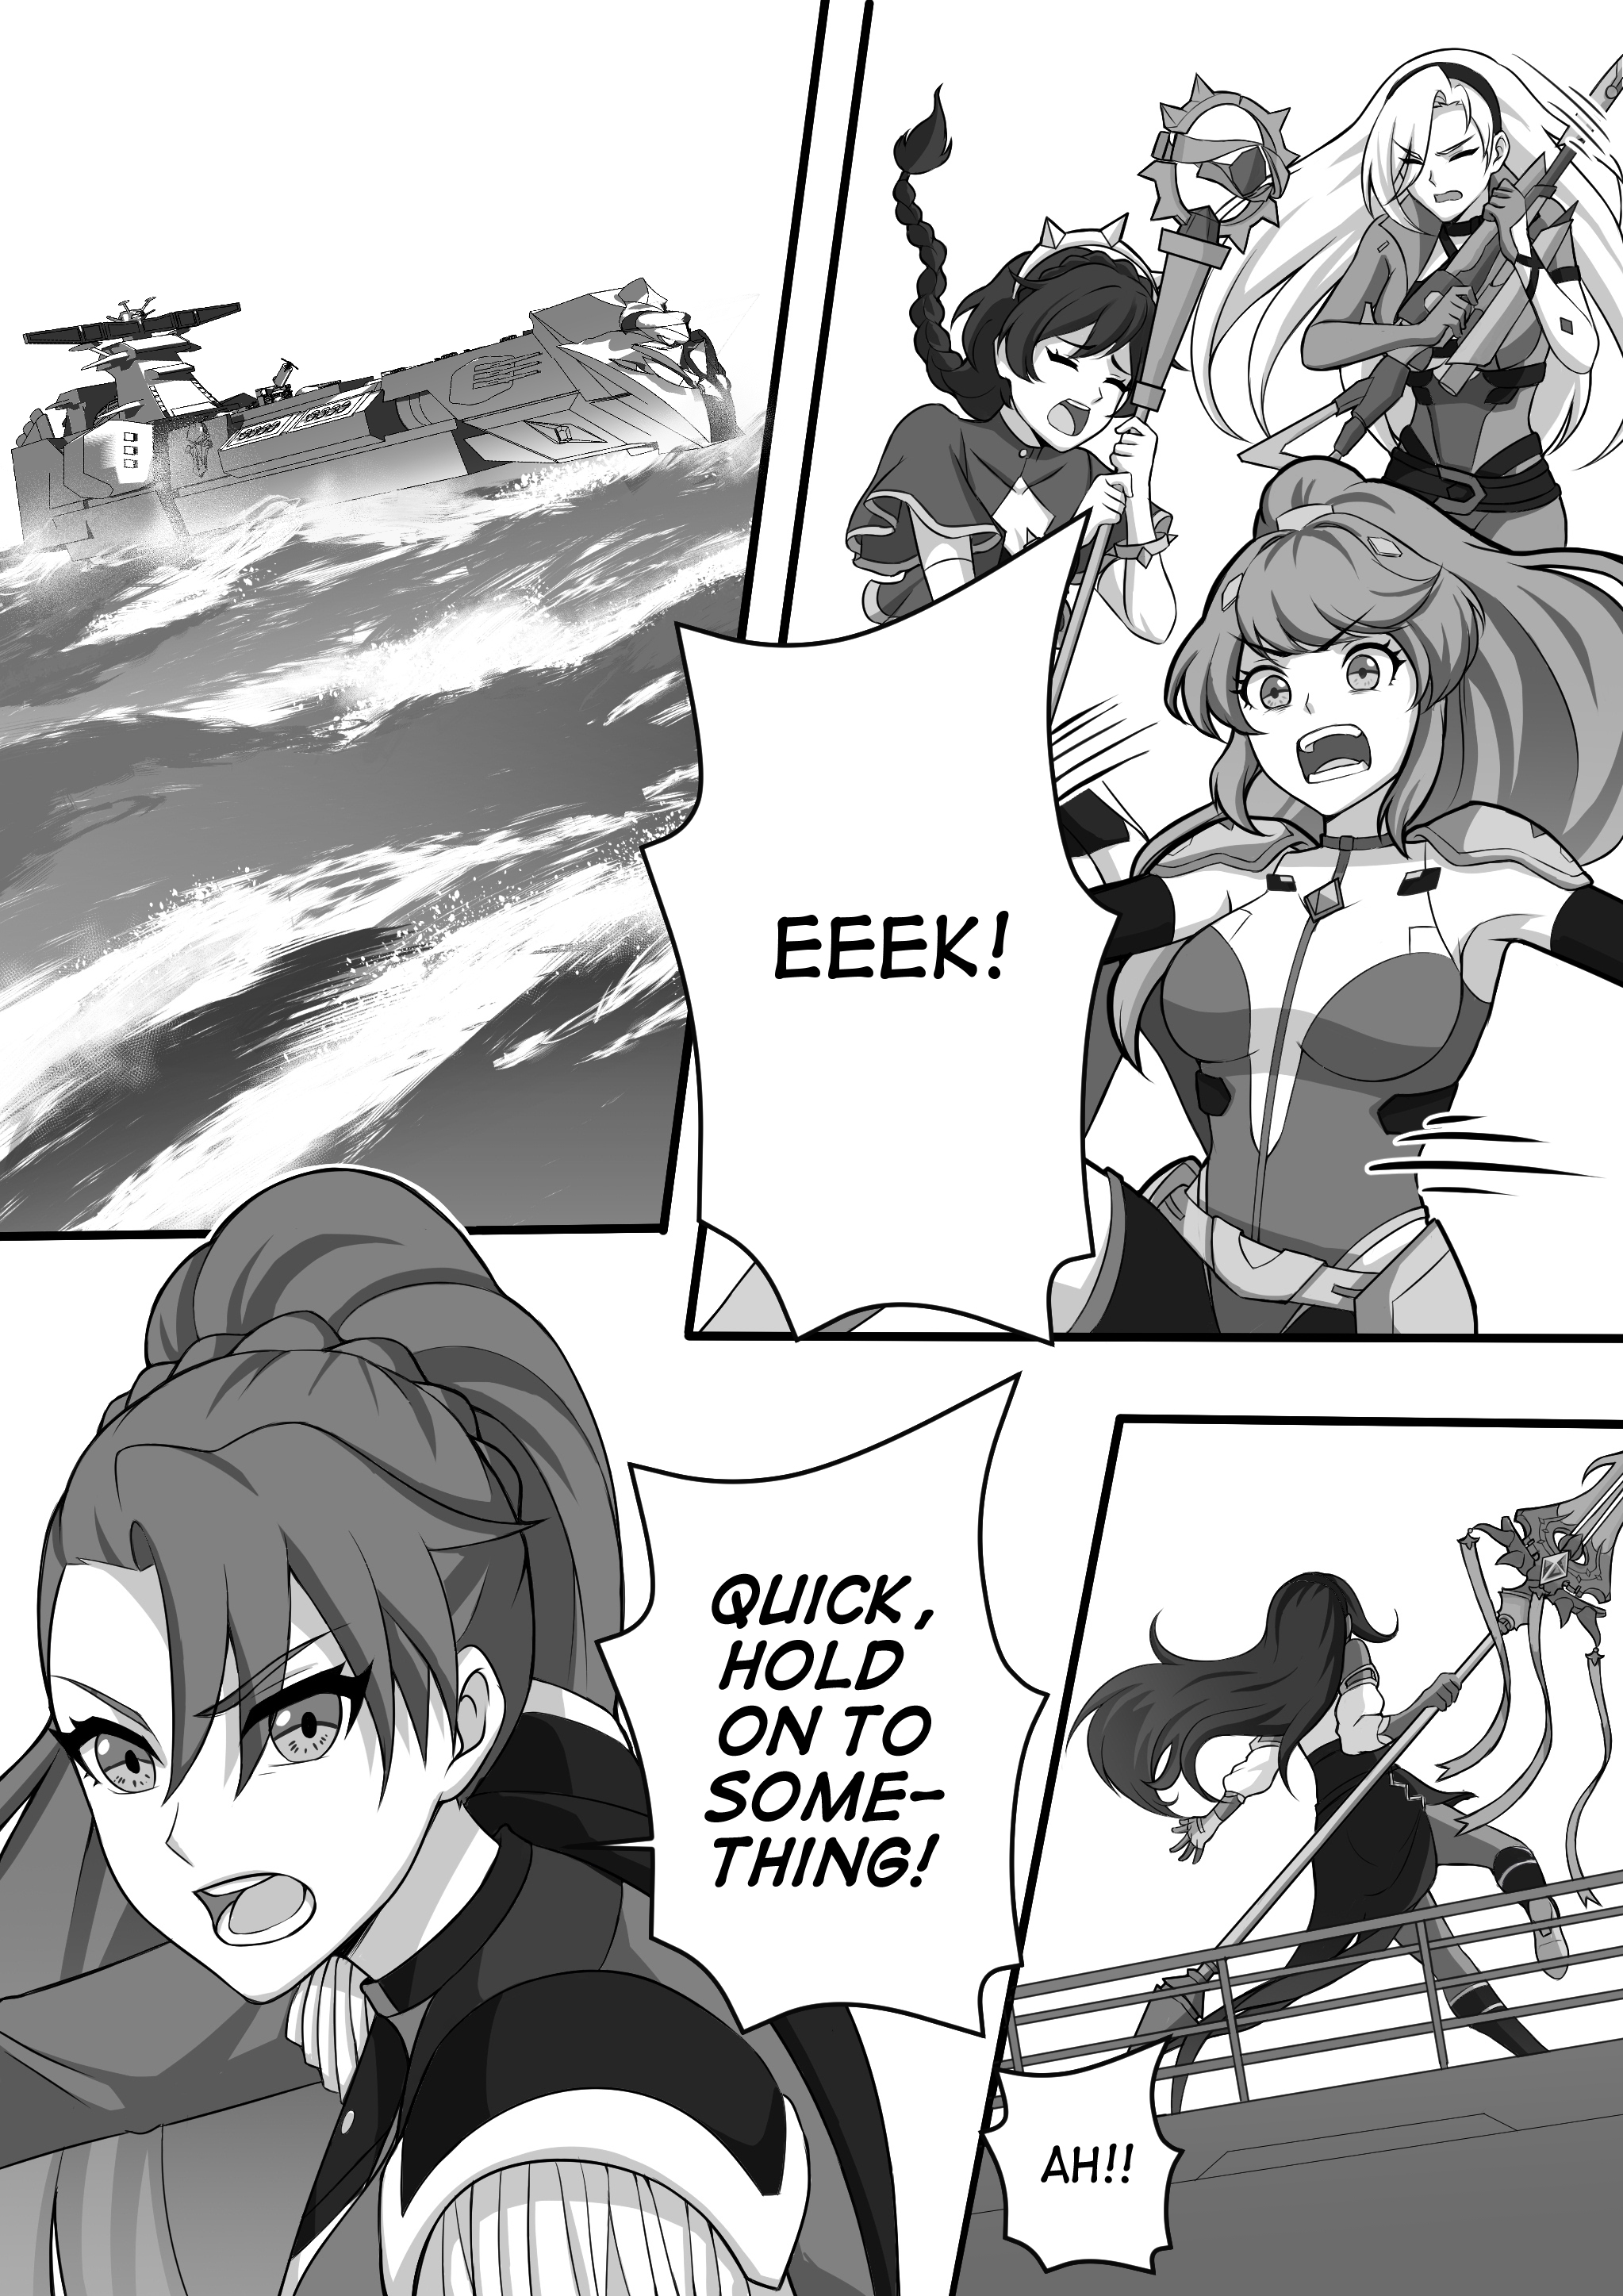 EEEK!
QUICK,
HOLD
ON TO
SOME-
THING!
AH!!